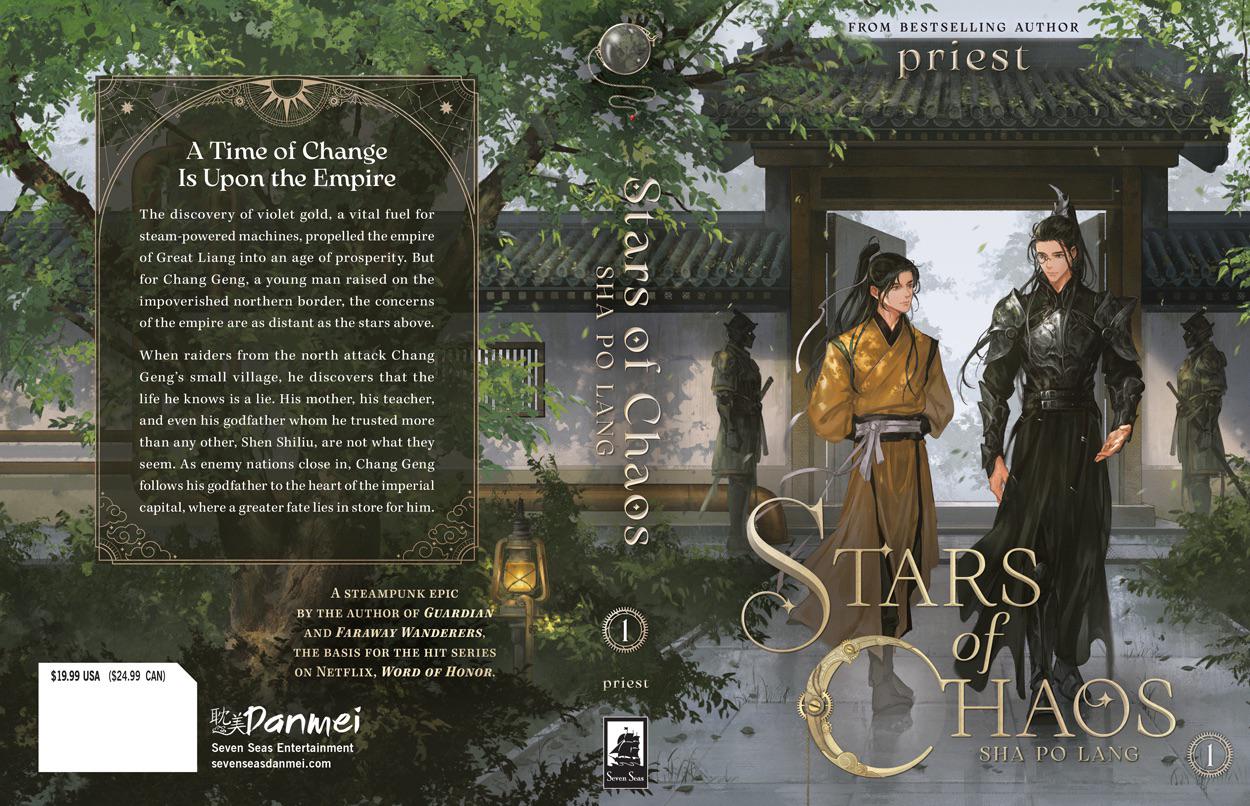 A Time of Change
Is Upon the Empire
The discovery of violet gold, a vital fuel for
steam-powered machines, propelled the empire
of Great Liang into an age of prosperity. But
for Chang Geng, a young man raised on the
impoverished northern border, the concerns
of the empire are as distant as the stars above.
When raiders from the north attack Chang
Geng's small village, he discovers that the
life he knows is a lie. His mother, his teacher,
and even his godfather whom he trusted more
than any other, Shen Shiliu, are not what they
seem. As enemy nations close in, Chang Geng
follows his godfather to the heart of the imperial
capital, where a greater fate lies in store for him.
A STEAMPUNK EPIC
BY THE AUTHOR OF GUARDIAN
AND FARAWAY WANDERERS,
THE BASIS FOR THE HIT SERIES
ON NETFLIX, WORD OF HONOR.
$19.99 USA ($24.99 CAN)
耽美 Danmei
Seven Seas Entertainment
sevenseasdanmei.com
Stars of Chaos
SHA PO LANG
1
priest
Seven Seas
FROM BESTSELLING AUTHOR
priest
STARS
of
CHAOS
SHA PO LANG
1